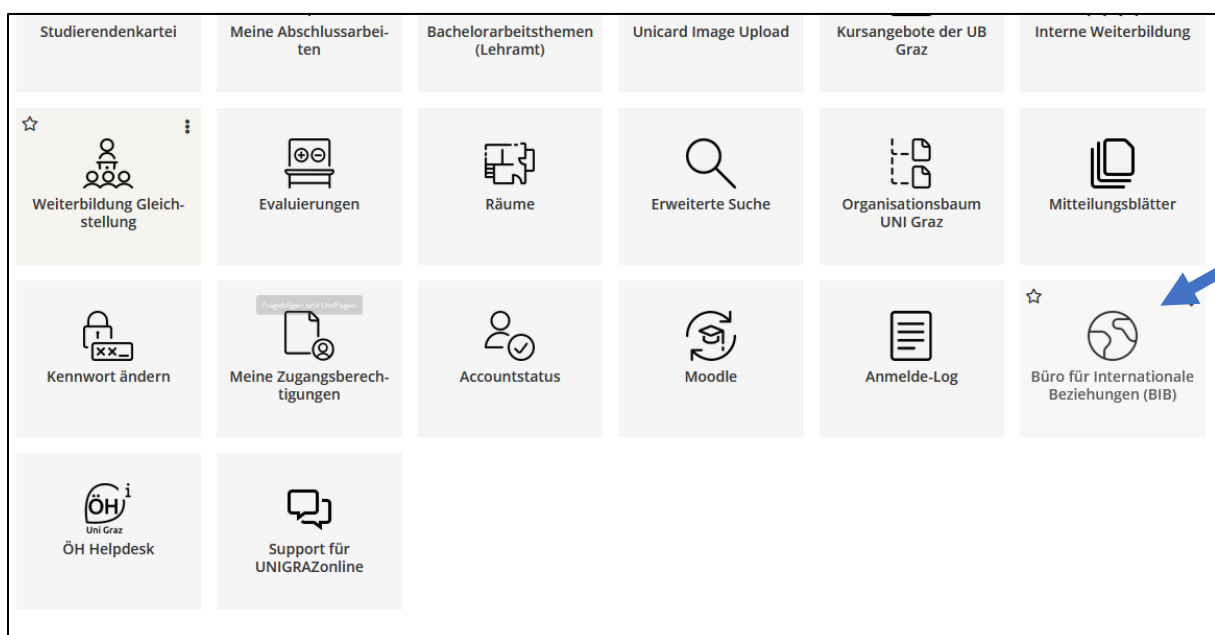 Studierendenkartei
Meine Abschlussarbei-
ten
Bachelorarbeitsthemen
(Lehramt)
Unicard Image Upload
Kursangebote der UB
Graz
Interne Weiterbildung
Weiterbildung Gleich-
stellung
Evaluierungen
Räume
Erweiterte Suche
Organisationsbaum
UNI Graz
Mitteilungsblätter
xx_
Kennwort ändern
Fragebögen und Umfragen
Meine Zugangsberech-
tigungen
Accountstatus
Moodle
Anmelde-Log
Büro für Internationale
Beziehungen (BIB)
ÖH i
Uni Graz
ÖH Helpdesk
Support für
UNIGRAZonline